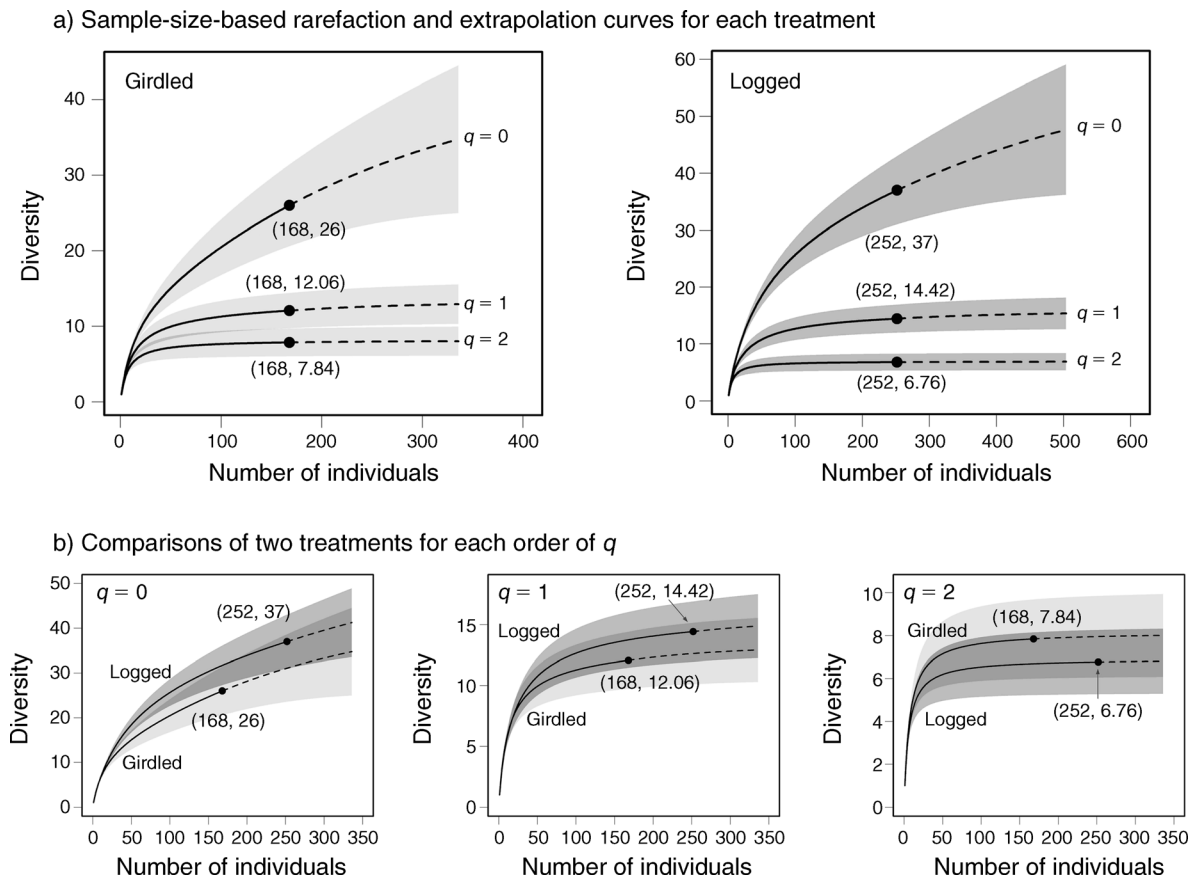 a) Sample-size-based rarefaction and extrapolation curves for each treatment
Girdled
Diversity
40
30
20
10
0
q = 0
(168, 26)
(168, 12.06)
q = 1
q = 2
(168, 7.84)
0 100 200 300 400
Number of individuals
Logged
Diversity
60
50
40
30
20
10
0
q = 0
(252, 37)
(252, 14.42)
q = 1
q = 2
(252, 6.76)
0 100 200 300 400 500 600
Number of individuals
b) Comparisons of two treatments for each order of q
q = 0
Diversity
50
40
30
20
10
0
(252, 37)
Logged
(168, 26)
Girdled
0 50 100 150 200 250 300 350
Number of individuals
q = 1
Diversity
15
10
5
0
(252, 14.42)
Logged
(168, 12.06)
Girdled
0 50 100 150 200 250 300 350
Number of individuals
q = 2
Diversity
10
8
6
4
2
0
(168, 7.84)
Girdled
Logged
(252, 6.76)
0 50 100 150 200 250 300 350
Number of individuals